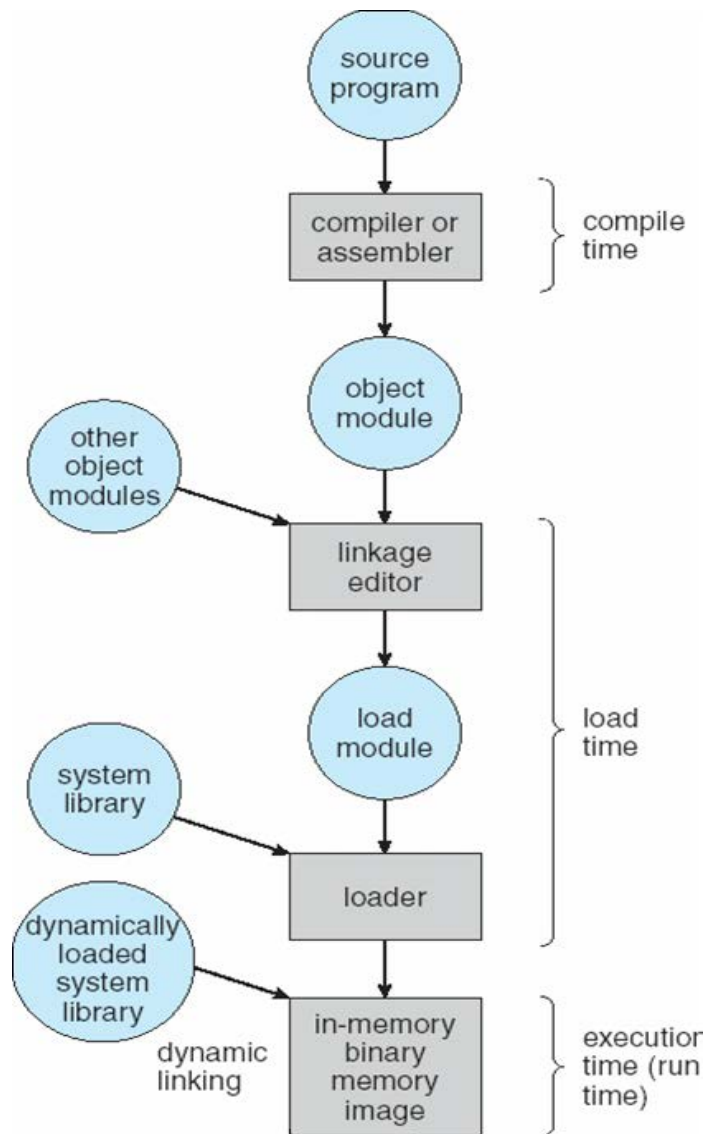 source
program
compiler or
assembler
compile
time
object
module
other
object
modules
linkage
editor
load
module
load
time
system
library
loader
dynamically
loaded
system
library
dynamic
linking
in-memory
binary
memory
image
execution
time (run
time)